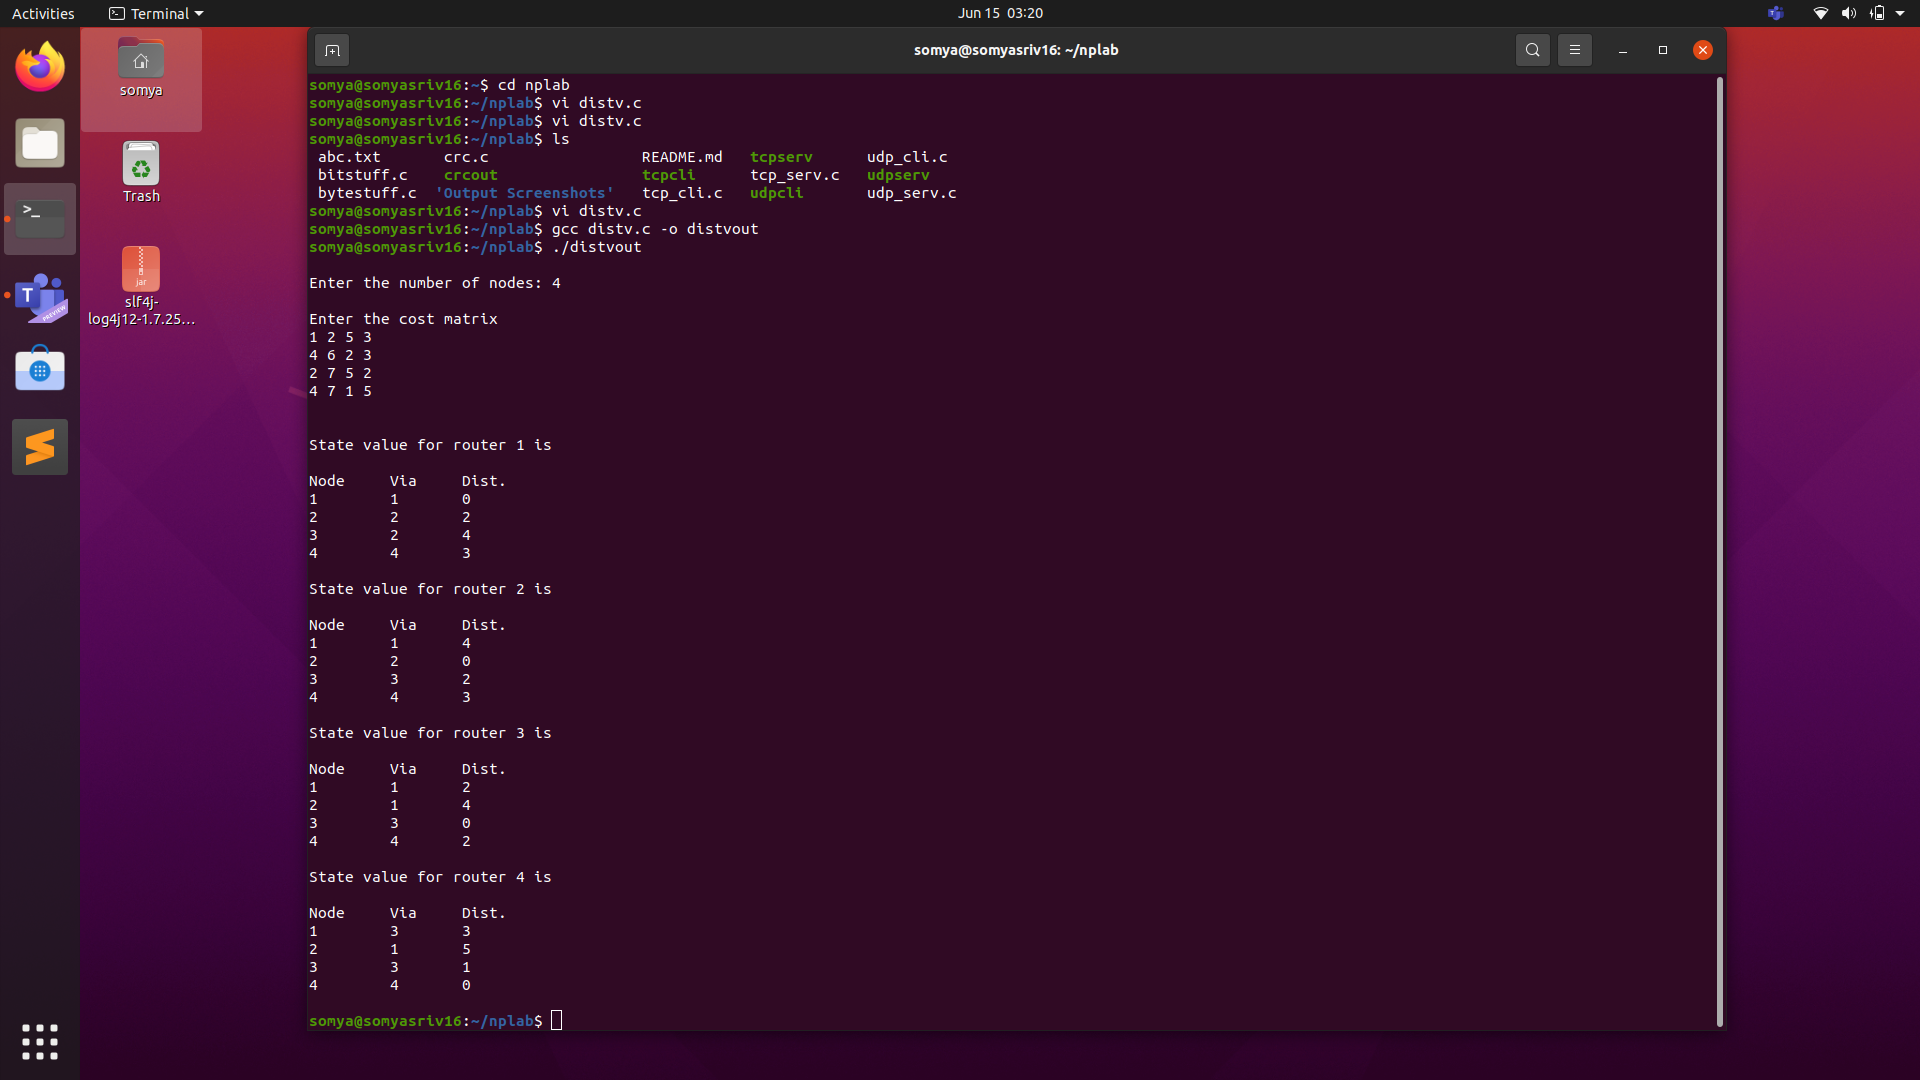 Activities Terminal Jun 15 03:20
somya
Trash
jar
slf4j-
log4j12-1.7.25...
T
PREVIEW
>_
somya@somyasriv16: ~/nplab
somya@somyasriv16:~$ cd nplab
somya@somyasriv16:~/nplab$ vi distv.c
somya@somyasriv16:~/nplab$ vi distv.c
somya@somyasriv16:~/nplab$ ls
abc.txt crc.c README.md tcpserv udp_cli.c
bitstuff.c crcout tcpcli tcp_serv.c udpserv
bytestuff.c 'Output Screenshots' tcp_cli.c udpcli udp_serv.c
somya@somyasriv16:~/nplab$ vi distv.c
somya@somyasriv16:~/nplab$ gcc distv.c -o distvout
somya@somyasriv16:~/nplab$ ./distvout
Enter the number of nodes: 4
Enter the cost matrix
1 2 5 3
4 6 2 3
2 7 5 2
4 7 1 5
State value for router 1 is
Node Via Dist.
1 1 0
2 2 2
3 2 4
4 4 3
State value for router 2 is
Node Via Dist.
1 1 4
2 2 0
3 3 2
4 4 3
State value for router 3 is
Node Via Dist.
1 1 2
2 1 4
3 3 0
4 4 2
State value for router 4 is
Node Via Dist.
1 3 3
2 1 5
3 3 1
4 4 0
somya@somyasriv16:~/nplab$